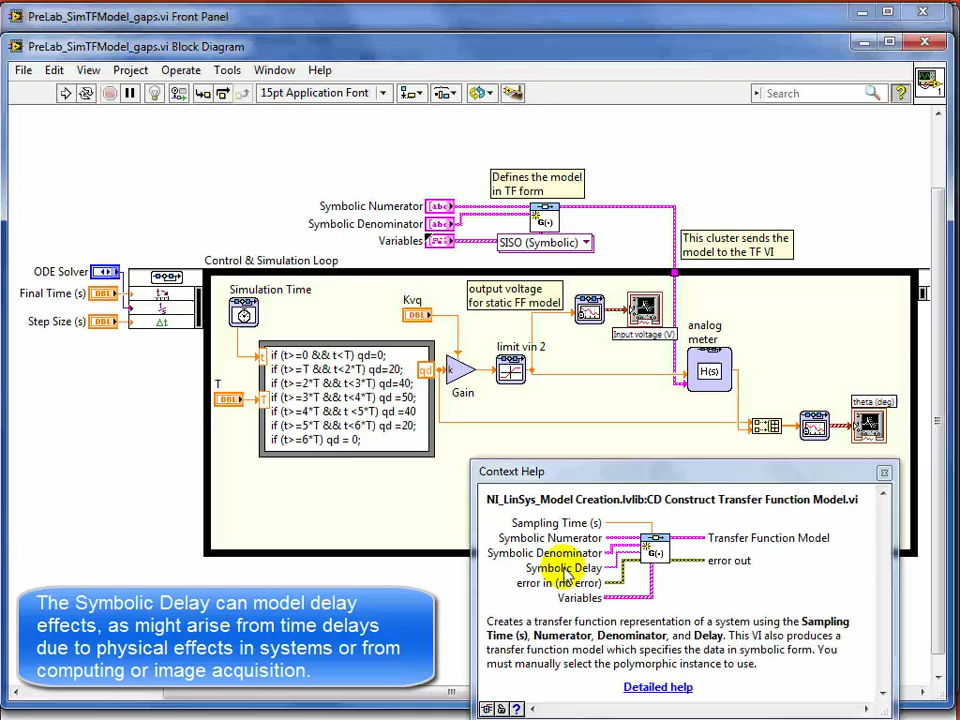 PreLab_SimTFModel_gaps.vi Front Panel
PreLab_SimTFModel_gaps.vi Block Diagram
File Edit View Project Operate Tools Window Help
15pt Application Font
Search
Defines the model
in TF form
Symbolic Numerator
abc
Symbolic Denominator
abc
G(·)
Variables
SISO (Symbolic)
This cluster sends the
model to the TF VI
Control & Simulation Loop
ODE Solver
Final Time (s)
DBL
Step Size (s)
DBL
Δt
Simulation Time
Kvq
DBL
output voltage
for static FF model
Input voltage (V)
analog
meter
H(s)
limit vin 2
k
Gain
t
T
qd
if (t>=0 && t<T) qd=0;
if (t>=T && t<2*T) qd=20;
if (t>=2*T && t<3*T) qd=40;
if (t>=3*T && t<4*T) qd =50;
if (t>=4*T && t <5*T) qd =40
if (t>=5*T && t<6*T) qd =20;
if (t>=6*T) qd = 0;
T
DBL
theta (deg)
Context Help
NI_LinSys_Model Creation.lvlib:CD Construct Transfer Function Model.vi
Sampling Time (s)
Symbolic Numerator
Symbolic Denominator
Symbolic Delay
error in (no error)
Variables
G(·)
Transfer Function Model
error out
Creates a transfer function representation of a system using the Sampling
Time (s), Numerator, Denominator, and Delay. This VI also produces a
transfer function model which specifies the data in symbolic form. You
must manually select the polymorphic instance to use.
Detailed help
The Symbolic Delay can model delay
effects, as might arise from time delays
due to physical effects in systems or from
computing or image acquisition.